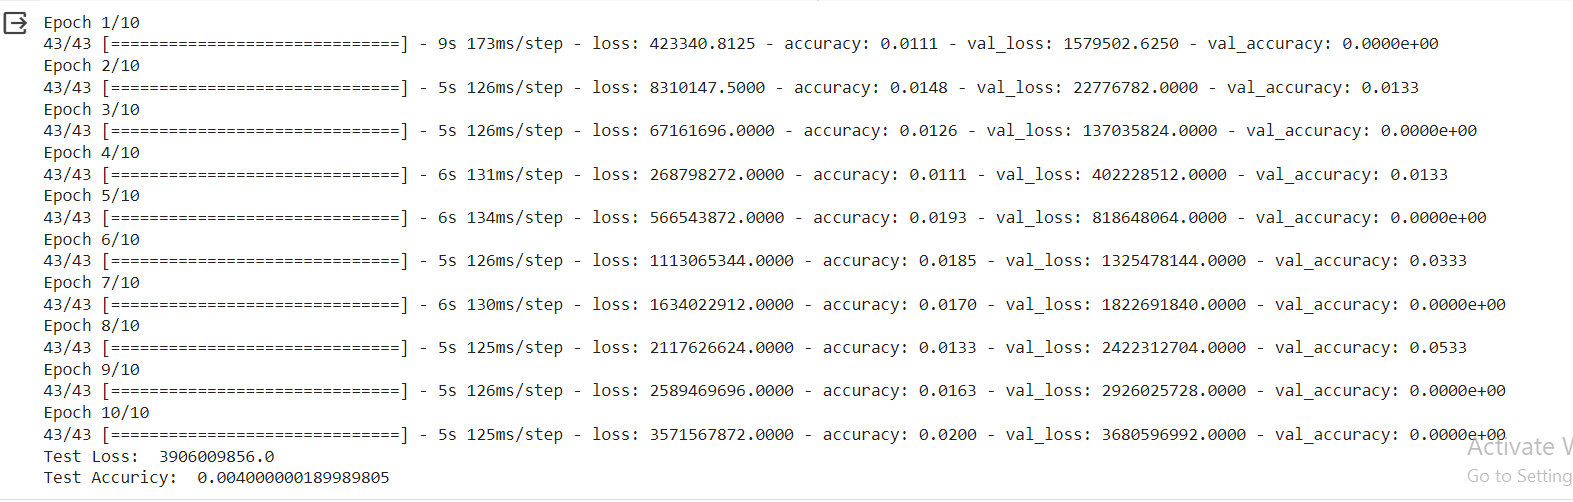 Epoch 1/10
43/43 [==============================] - 9s 173ms/step - loss: 423340.8125 - accuracy: 0.0111 - val_loss: 1579502.6250 - val_accuracy: 0.0000e+00
Epoch 2/10
43/43 [==============================] - 5s 126ms/step - loss: 8310147.5000 - accuracy: 0.0148 - val_loss: 22776782.0000 - val_accuracy: 0.0133
Epoch 3/10
43/43 [==============================] - 5s 126ms/step - loss: 67161696.0000 - accuracy: 0.0126 - val_loss: 137035824.0000 - val_accuracy: 0.0000e+00
Epoch 4/10
43/43 [==============================] - 6s 131ms/step - loss: 268798272.0000 - accuracy: 0.0111 - val_loss: 402228512.0000 - val_accuracy: 0.0133
Epoch 5/10
43/43 [==============================] - 6s 134ms/step - loss: 566543872.0000 - accuracy: 0.0193 - val_loss: 818648064.0000 - val_accuracy: 0.0000e+00
Epoch 6/10
43/43 [==============================] - 5s 126ms/step - loss: 1113065344.0000 - accuracy: 0.0185 - val_loss: 1325478144.0000 - val_accuracy: 0.0333
Epoch 7/10
43/43 [==============================] - 6s 130ms/step - loss: 1634022912.0000 - accuracy: 0.0170 - val_loss: 1822691840.0000 - val_accuracy: 0.0000e+00
Epoch 8/10
43/43 [==============================] - 5s 125ms/step - loss: 2117626624.0000 - accuracy: 0.0133 - val_loss: 2422312704.0000 - val_accuracy: 0.0533
Epoch 9/10
43/43 [==============================] - 5s 126ms/step - loss: 2589469696.0000 - accuracy: 0.0163 - val_loss: 2926025728.0000 - val_accuracy: 0.0000e+00
Epoch 10/10
43/43 [==============================] - 5s 125ms/step - loss: 3571567872.0000 - accuracy: 0.0200 - val_loss: 3680596992.0000 - val_accuracy: 0.0000e+00
Test Loss:  3906009856.0
Test Accuricy:  0.004000000189989805
Activate W
Go to Setting